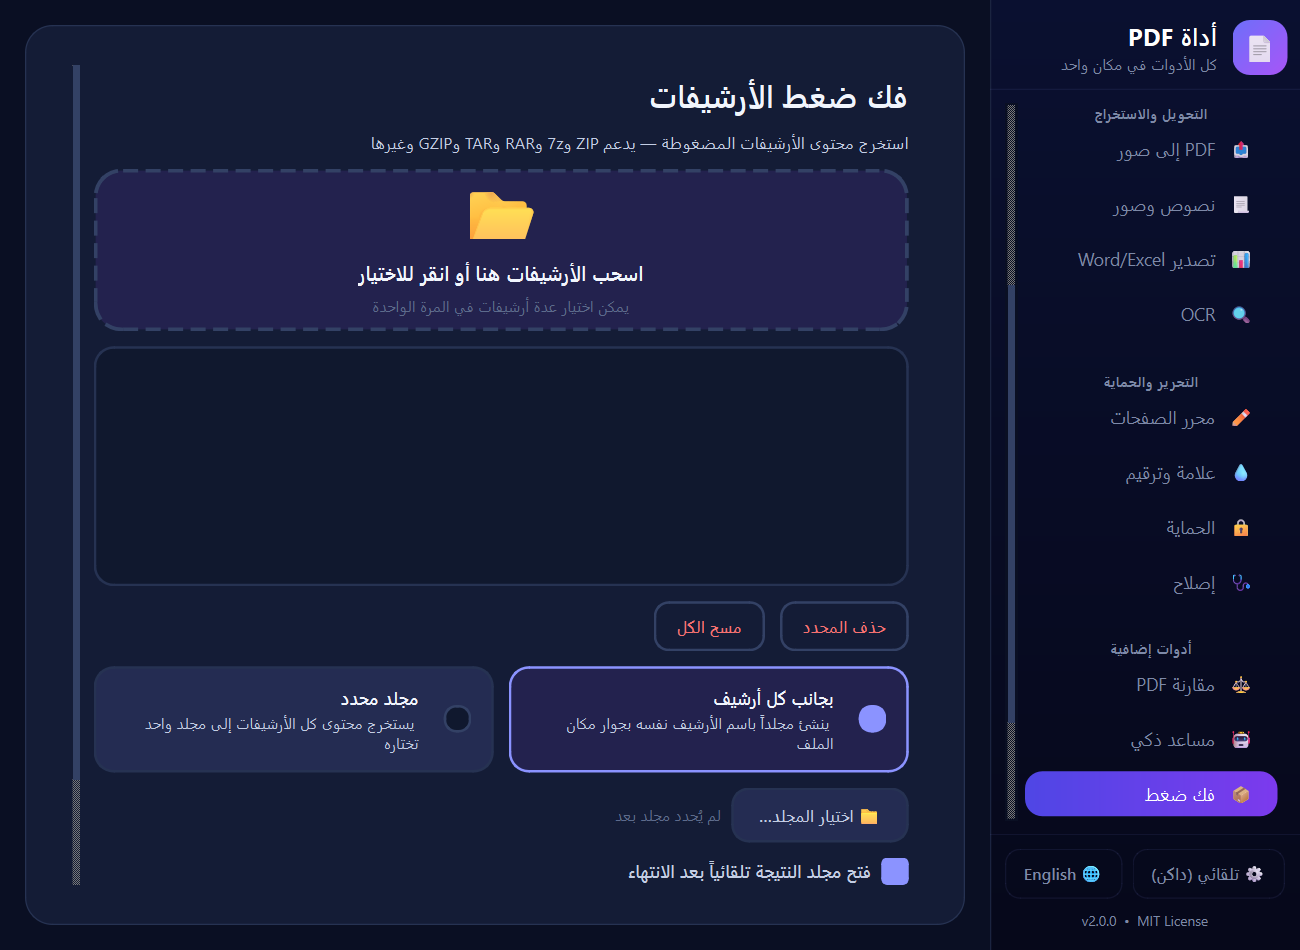 أداة PDF
كل الأدوات في مكان واحد
التحويل والاستخراج
PDF إلى صور
نصوص وصور
تصدير Word/Excel
OCR
التحرير والحماية
محرر الصفحات
علامة وترقيم
الحماية
إصلاح
أدوات إضافية
مقارنة PDF
مساعد ذكي
فك ضغط
تلقائي (داكن)
English
v2.0.0 • MIT License
فك ضغط الأرشيفات
استخرج محتوى الأرشيفات المضغوطة — يدعم ZIP و7z وRAR وTAR وGZIP وغيرها
اسحب الأرشيفات هنا أو انقر للاختيار
يمكن اختيار عدة أرشيفات في المرة الواحدة
حذف المحدد
مسح الكل
بجانب كل أرشيف
ينشئ مجلداً باسم الأرشيف نفسه بجوار مكان
الملف
مجلد محدد
يستخرج محتوى كل الأرشيفات إلى مجلد واحد
تختاره
اختيار المجلد...
لم يُحدد مجلد بعد
فتح مجلد النتيجة تلقائياً بعد الانتهاء